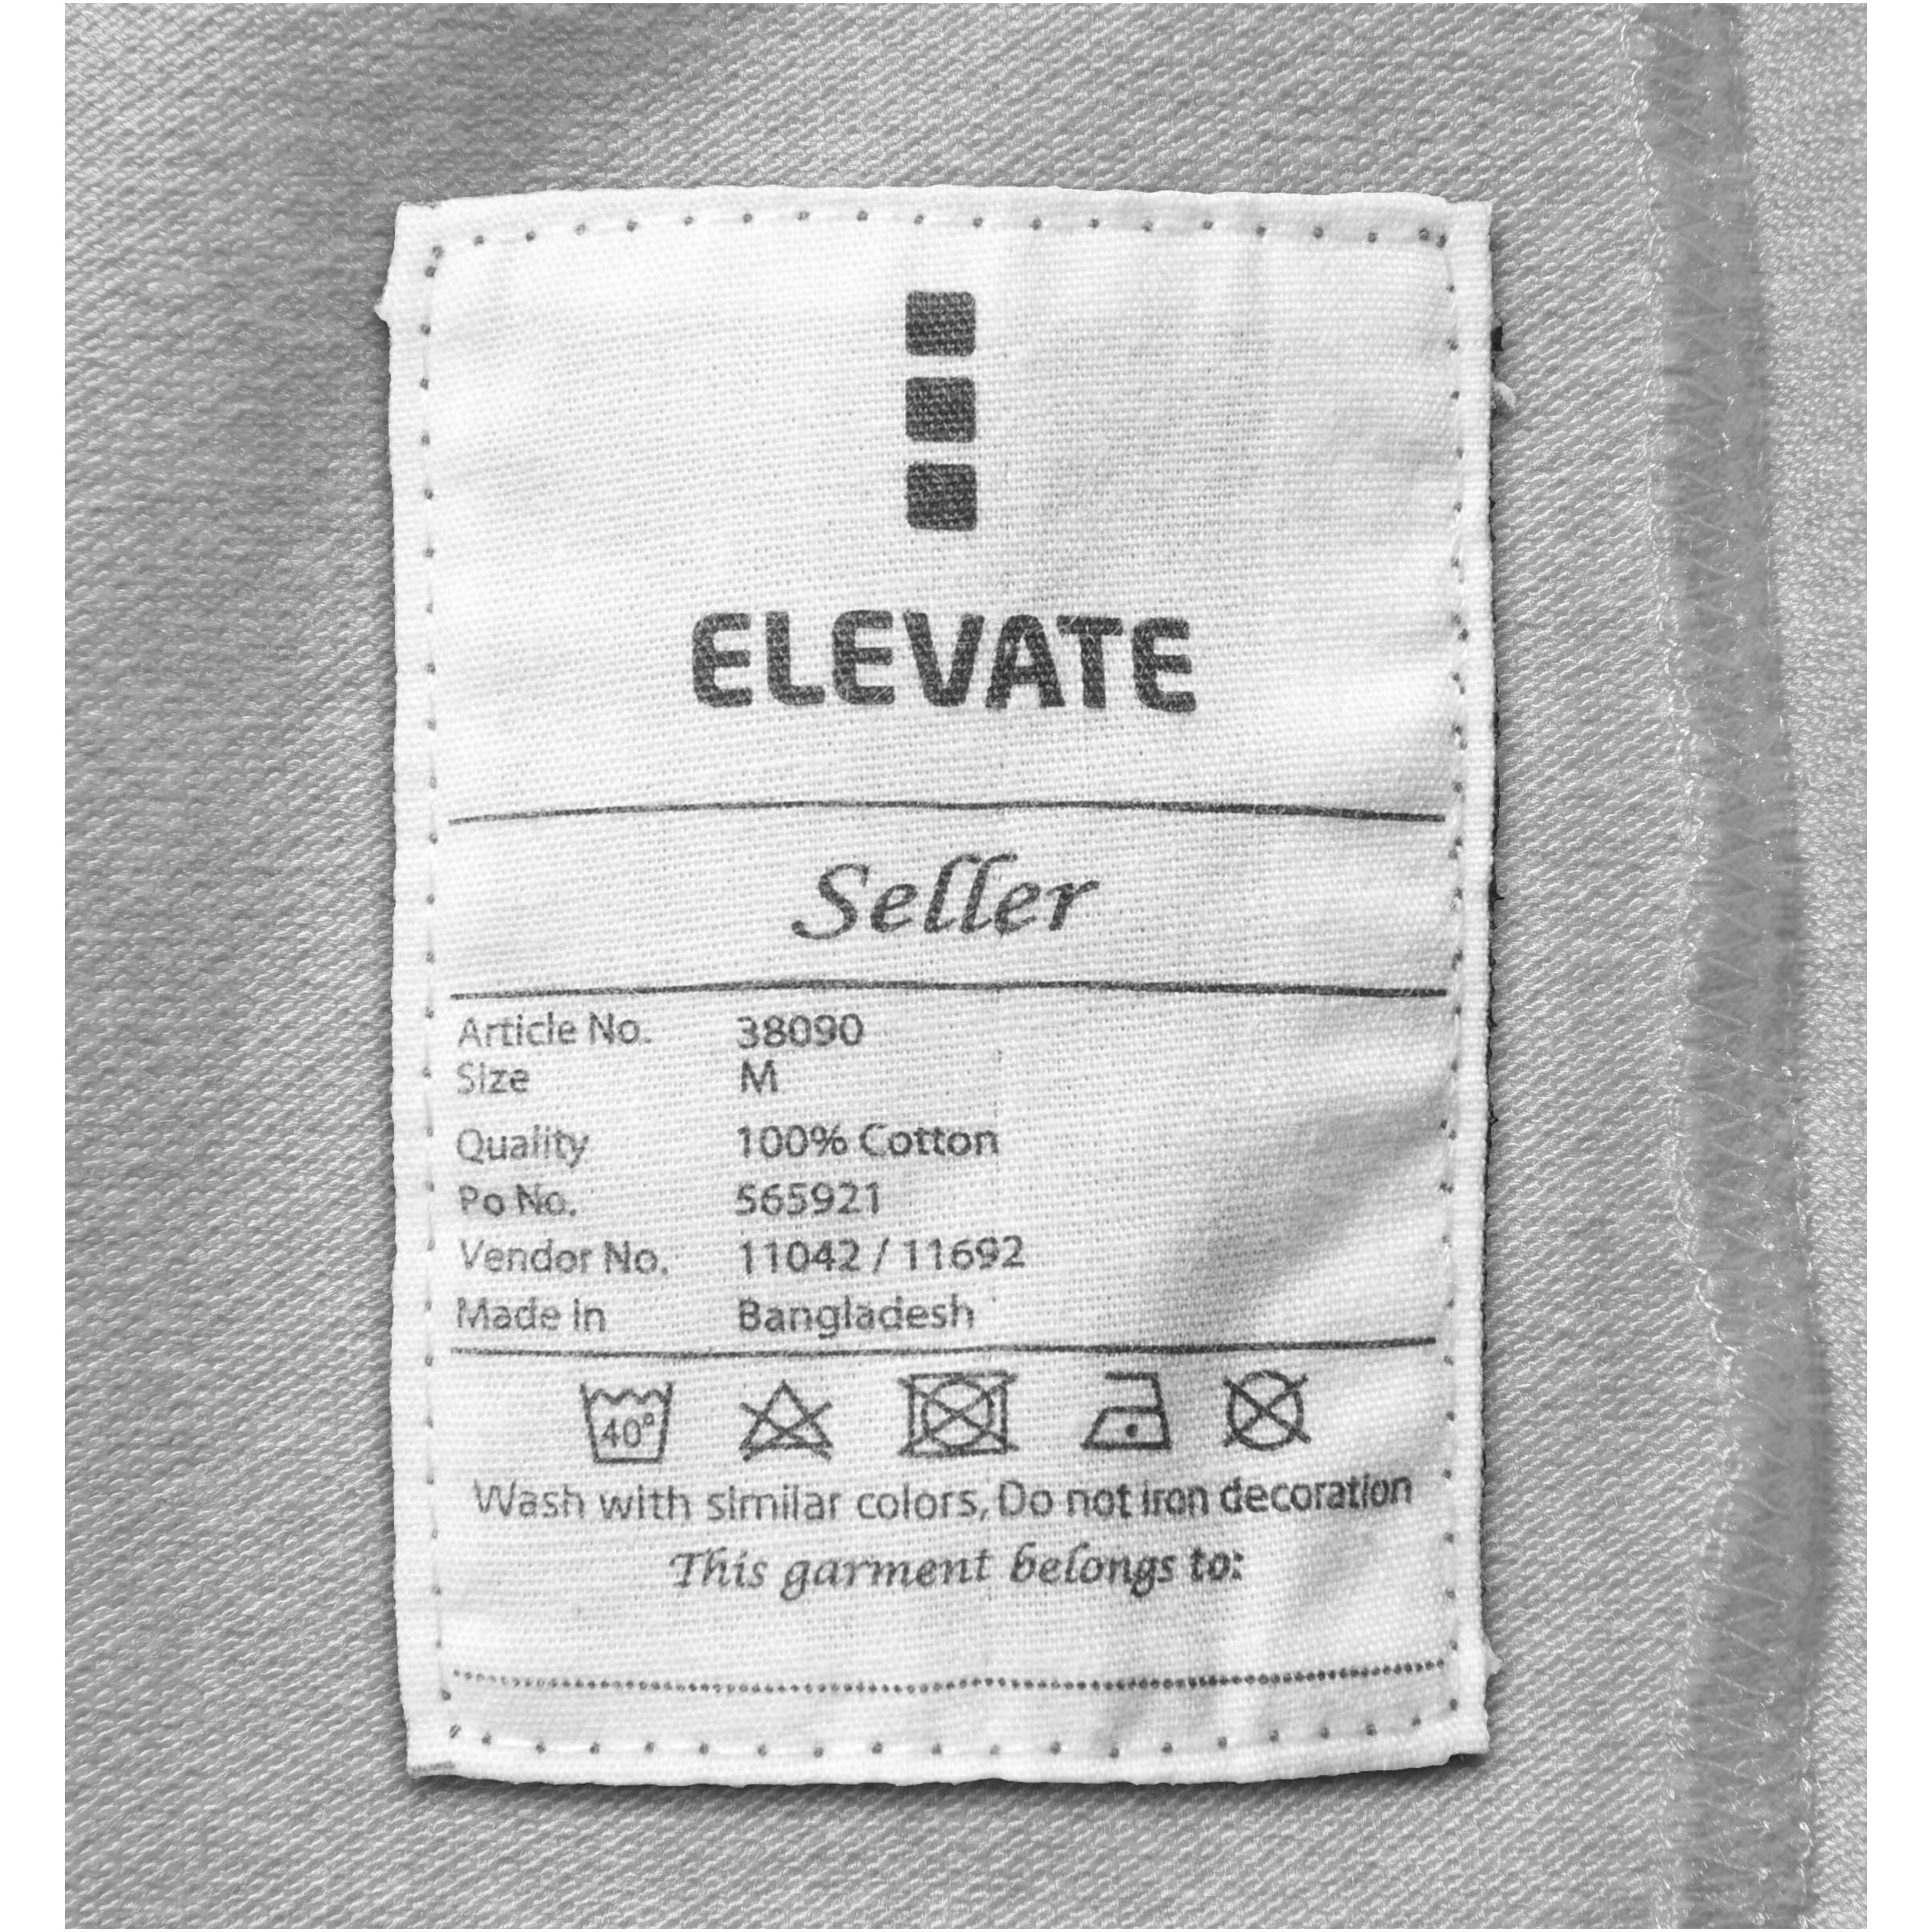 ELEVATE
Seller
Article No. 38090
Size M
Quality 100% Cotton
Po No. 565921
Vendor No. 11042 / 11692
Made in Bangladesh
40°
Wash with similar colors, Do not iron decoration
This garment belongs to: